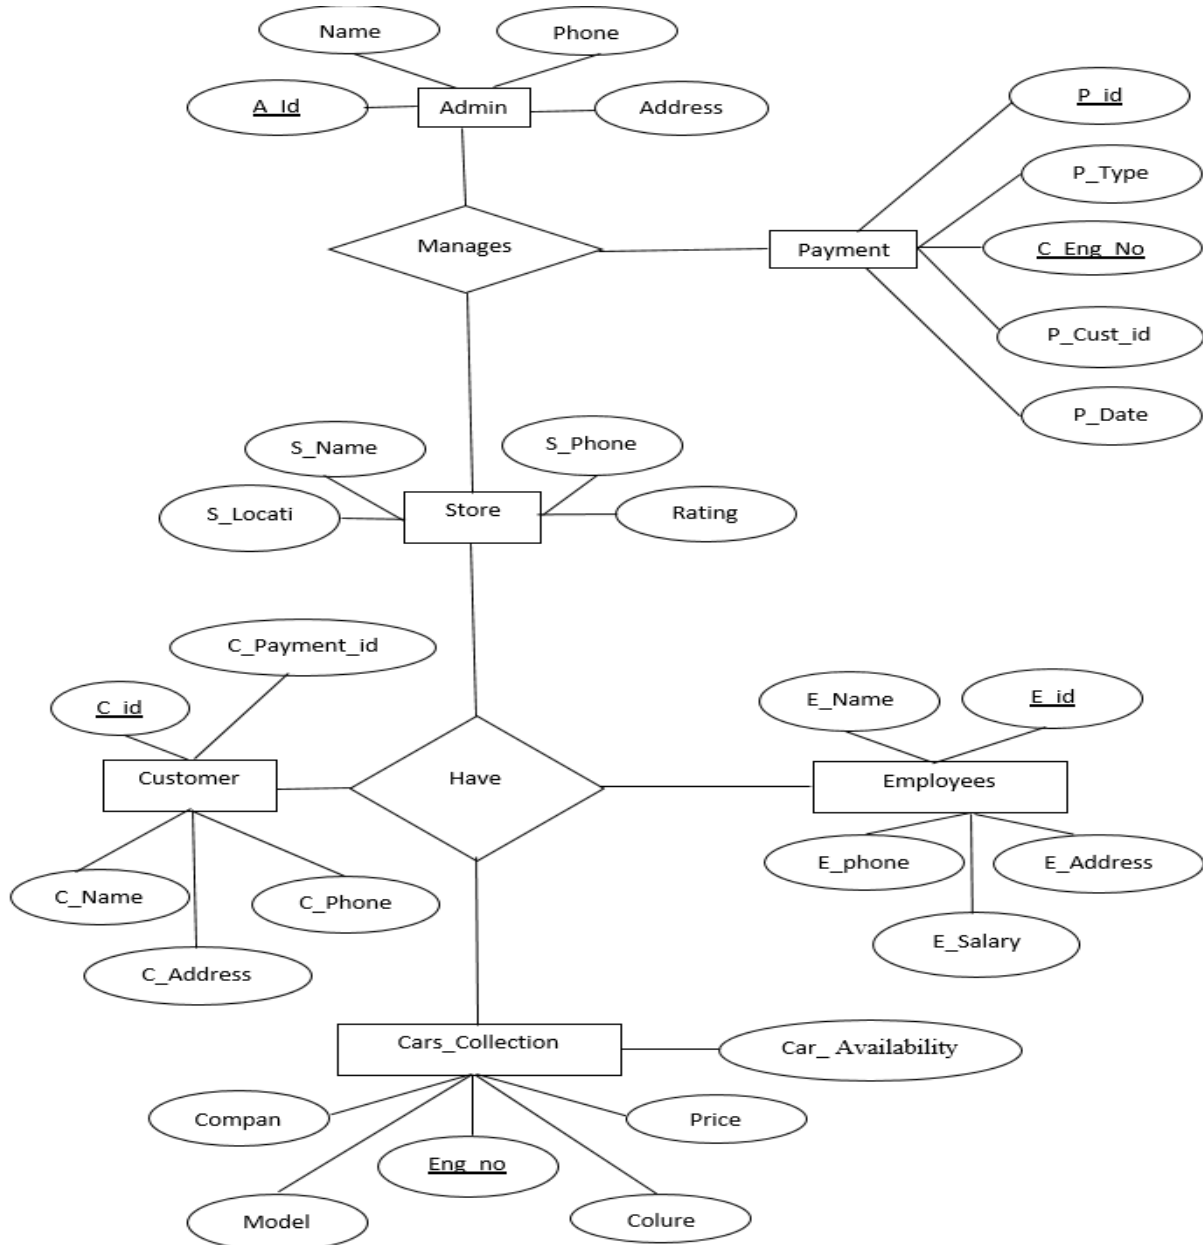 Name
Phone
A_Id
Admin
Address
P_id
P_Type
Manages
Payment
C_Eng_No
P_Cust_id
P_Date
S_Name
S_Phone
S_Locati
Store
Rating
C_Payment_id
C_id
E_Name
E_id
Customer
Have
Employees
E_phone
E_Address
C_Name
C_Phone
E_Salary
C_Address
Cars_Collection
Car_ Availability
Compan
Price
Eng_no
Model
Colure